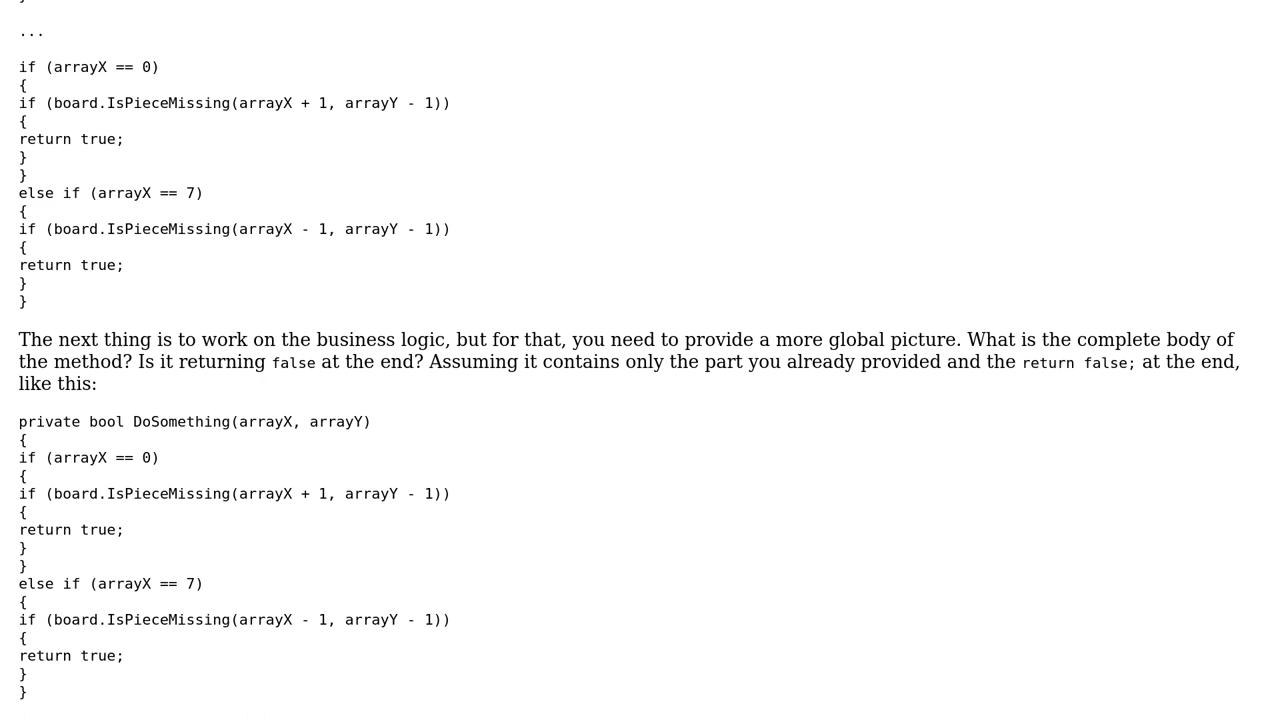 ...
if (arrayX == 0)
{
if (board.IsPieceMissing(arrayX + 1, arrayY - 1))
{
return true;
}
}
else if (arrayX == 7)
{
if (board.IsPieceMissing(arrayX - 1, arrayY - 1))
{
return true;
}
}
The next thing is to work on the business logic, but for that, you need to provide a more global picture. What is the complete body of
the method? Is it returning false at the end? Assuming it contains only the part you already provided and the return false; at the end,
like this:
private bool DoSomething(arrayX, arrayY)
{
if (arrayX == 0)
{
if (board.IsPieceMissing(arrayX + 1, arrayY - 1))
{
return true;
}
}
else if (arrayX == 7)
{
if (board.IsPieceMissing(arrayX - 1, arrayY - 1))
{
return true;
}
}